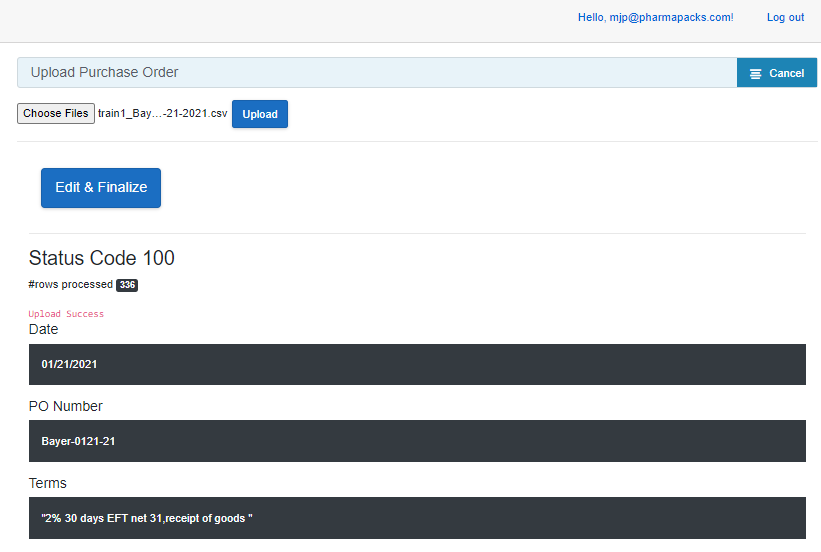 Hello, mjp@pharmapacks.com! Log out
Upload Purchase Order Cancel
Choose Files train1_Bay...-21-2021.csv Upload
Edit & Finalize
Status Code 100
#rows processed 336
Upload Success
Date
01/21/2021
PO Number
Bayer-0121-21
Terms
"2% 30 days EFT net 31,receipt of goods "